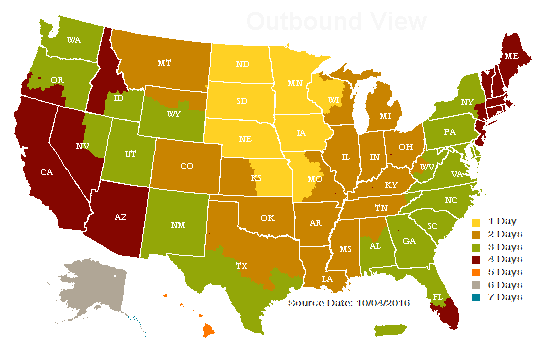 Outbound View
WA
OR
ID
MT
ND
SD
MN
WI
MI
ME
NY
PA
NV
UT
WY
NE
IA
IL
IN
OH
WV
VA
CA
AZ
CO
KS
MO
KY
TN
NC
NM
OK
AR
MS
AL
GA
SC
TX
LA
FL
1 Day
2 Days
3 Days
4 Days
5 Days
6 Days
7 Days
Source Date: 10/04/2016